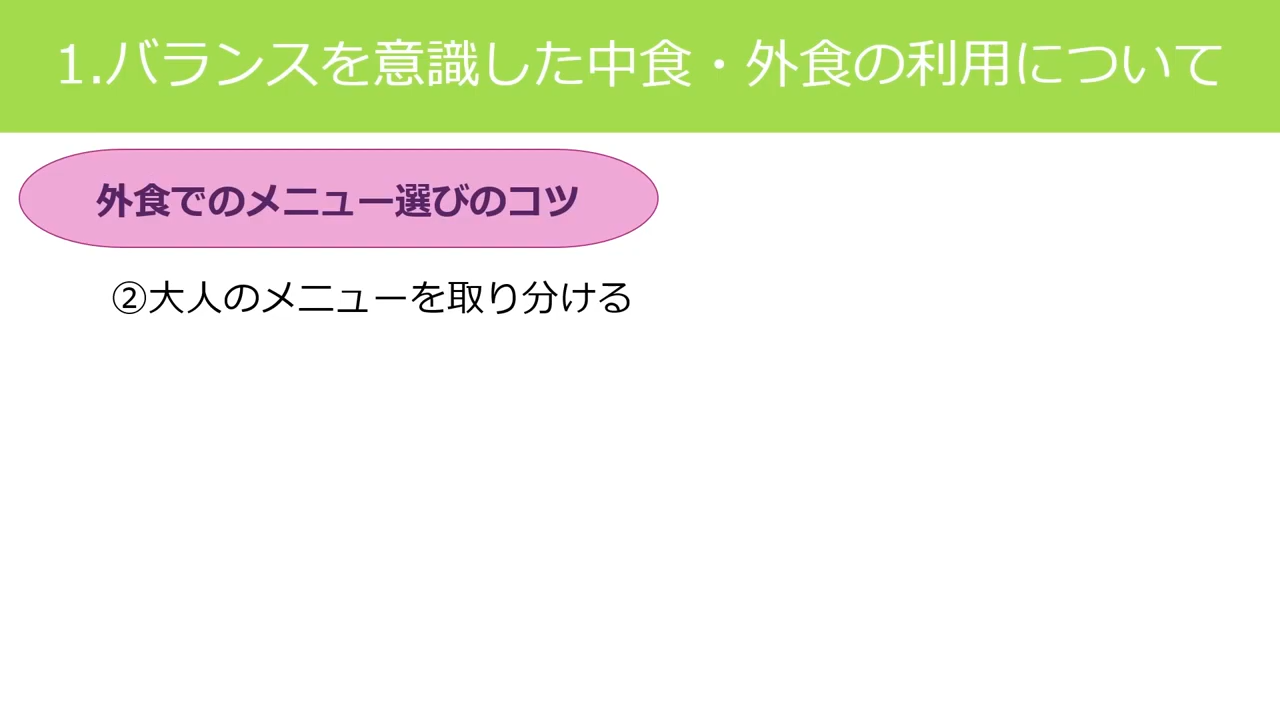 1.バランスを意識した中食・外食の利用について
外食でのメニュー選びのコツ
②大人のメニューを取り分ける